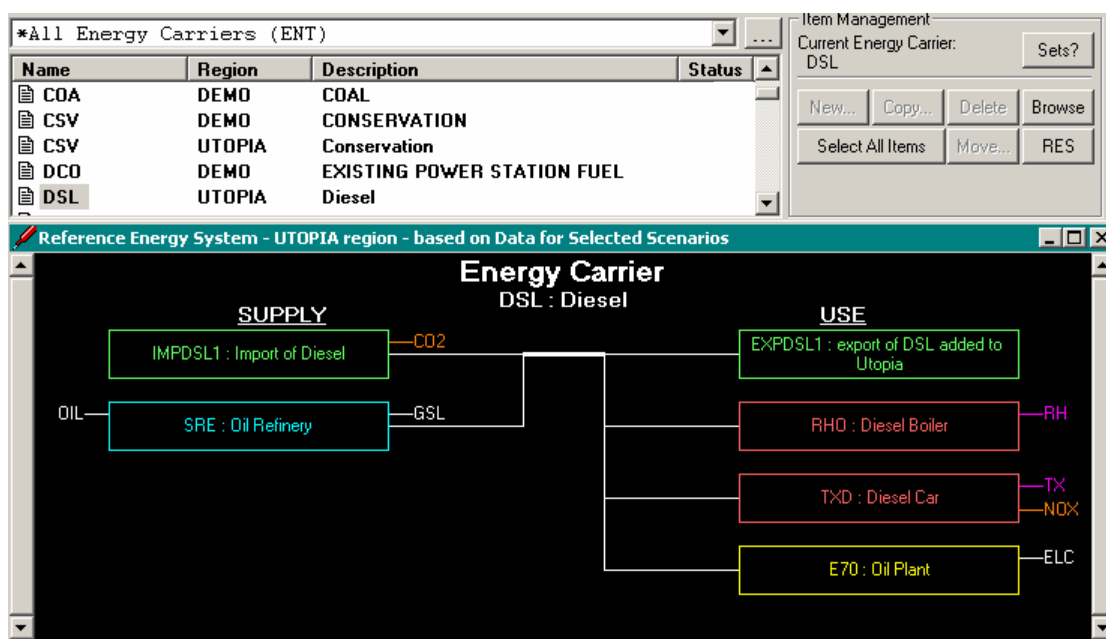 *All Energy Carriers (ENT)
...
Item Management
Current Energy Carrier:
DSL
Sets?
New...
Copy...
Delete
Browse
Select All Items
Move...
RES
Name Region Description Status
COA DEMO COAL
CSV DEMO CONSERVATION
CSV UTOPIA Conservation
DCO DEMO EXISTING POWER STATION FUEL
DSL UTOPIA Diesel
Reference Energy System - UTOPIA region - based on Data for Selected Scenarios
Energy Carrier
DSL : Diesel
SUPPLY
USE
IMPDSL1 : Import of Diesel
CO2
EXPDSL1 : export of DSL added to
Utopia
OIL
SRE : Oil Refinery
GSL
RHO : Diesel Boiler
RH
TXD : Diesel Car
TX
NOX
E70 : Oil Plant
ELC